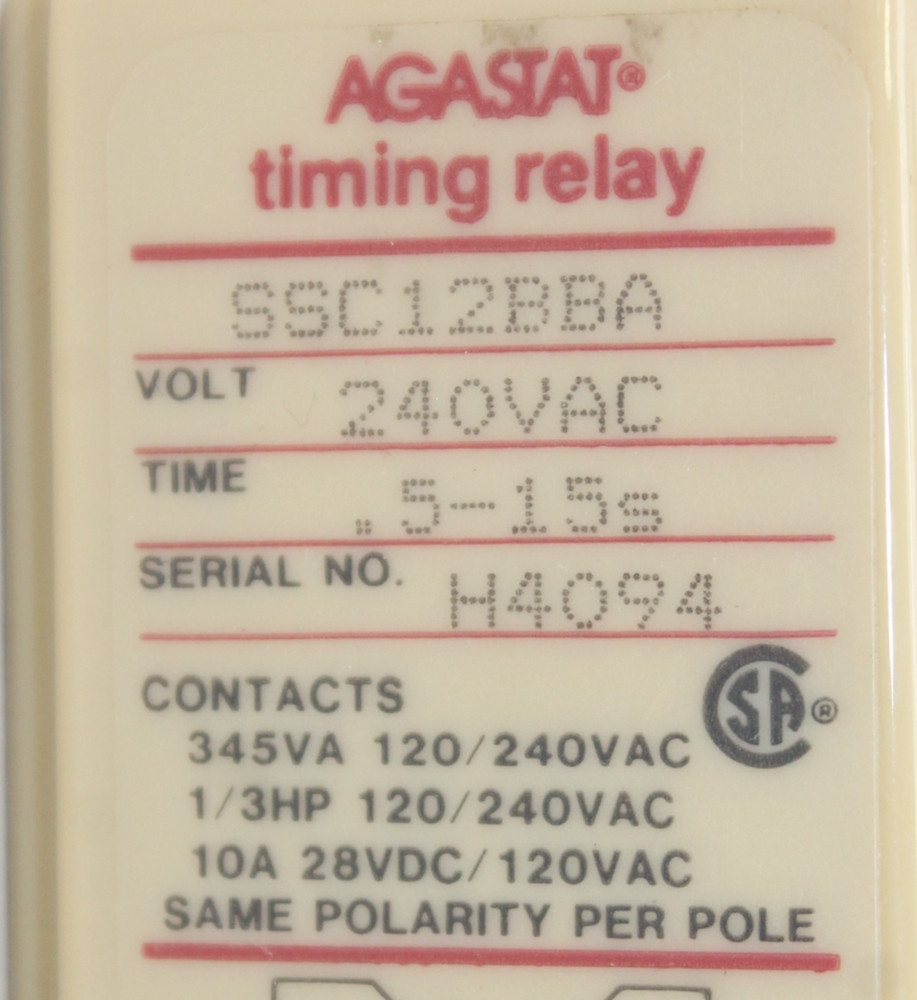 AGASTAT®
timing relay
SSC12BBA
VOLT 240VAC
TIME .5-15s
SERIAL NO. H4094
CONTACTS
SA ®
345VA 120/240VAC
1/3HP 120/240VAC
10A 28VDC/120VAC
SAME POLARITY PER POLE